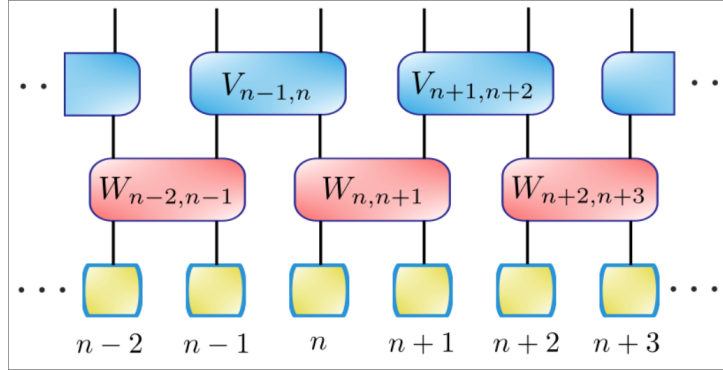 · · V_{n−1,n} V_{n+1,n+2} · · ·
W_{n−2,n−1} W_{n,n+1} W_{n+2,n+3}
· · · · · ·
n − 2 n − 1 n n + 1 n + 2 n + 3